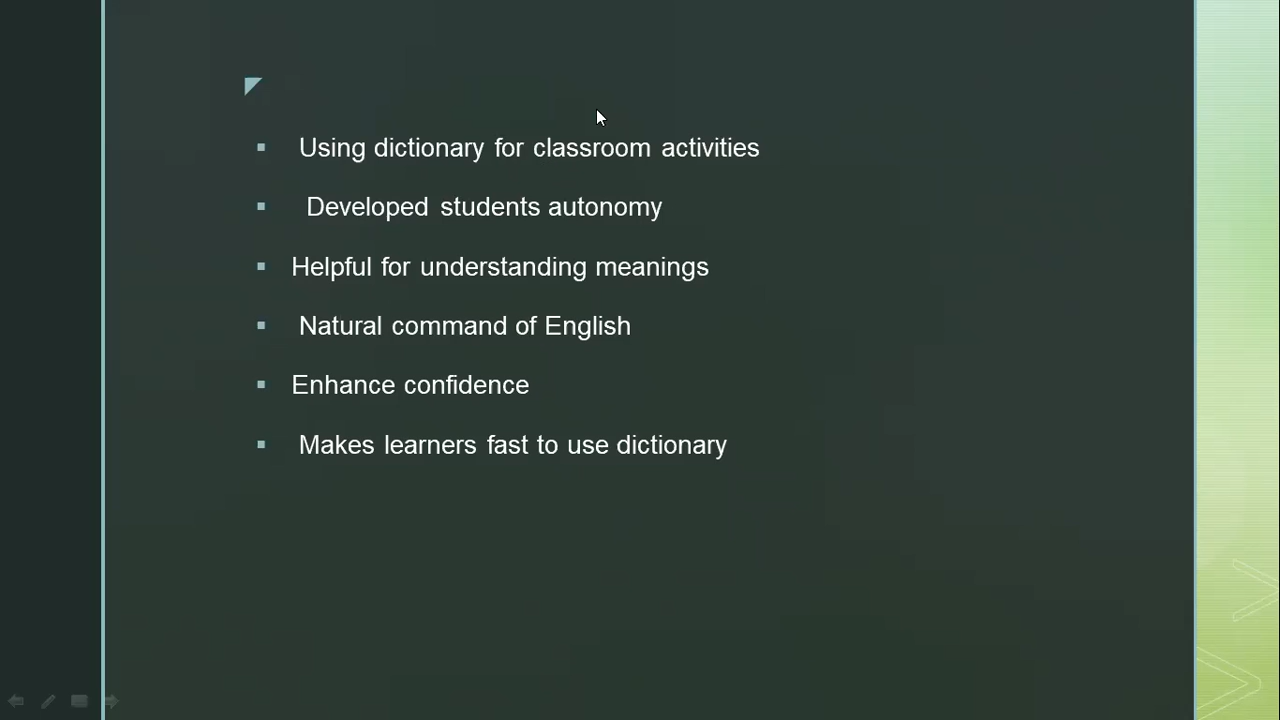 Using dictionary for classroom activities
Developed students autonomy
Helpful for understanding meanings
Natural command of English
Enhance confidence
Makes learners fast to use dictionary